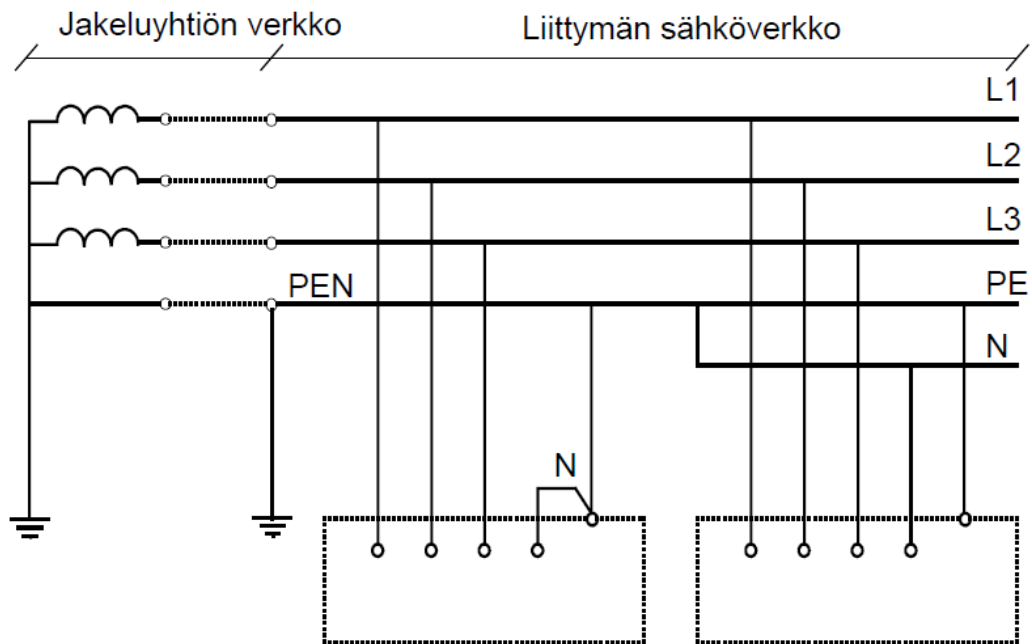 Jakeluyhtiön verkko
Liittymän sähköverkko
L1
L2
L3
PEN
PE
N
N